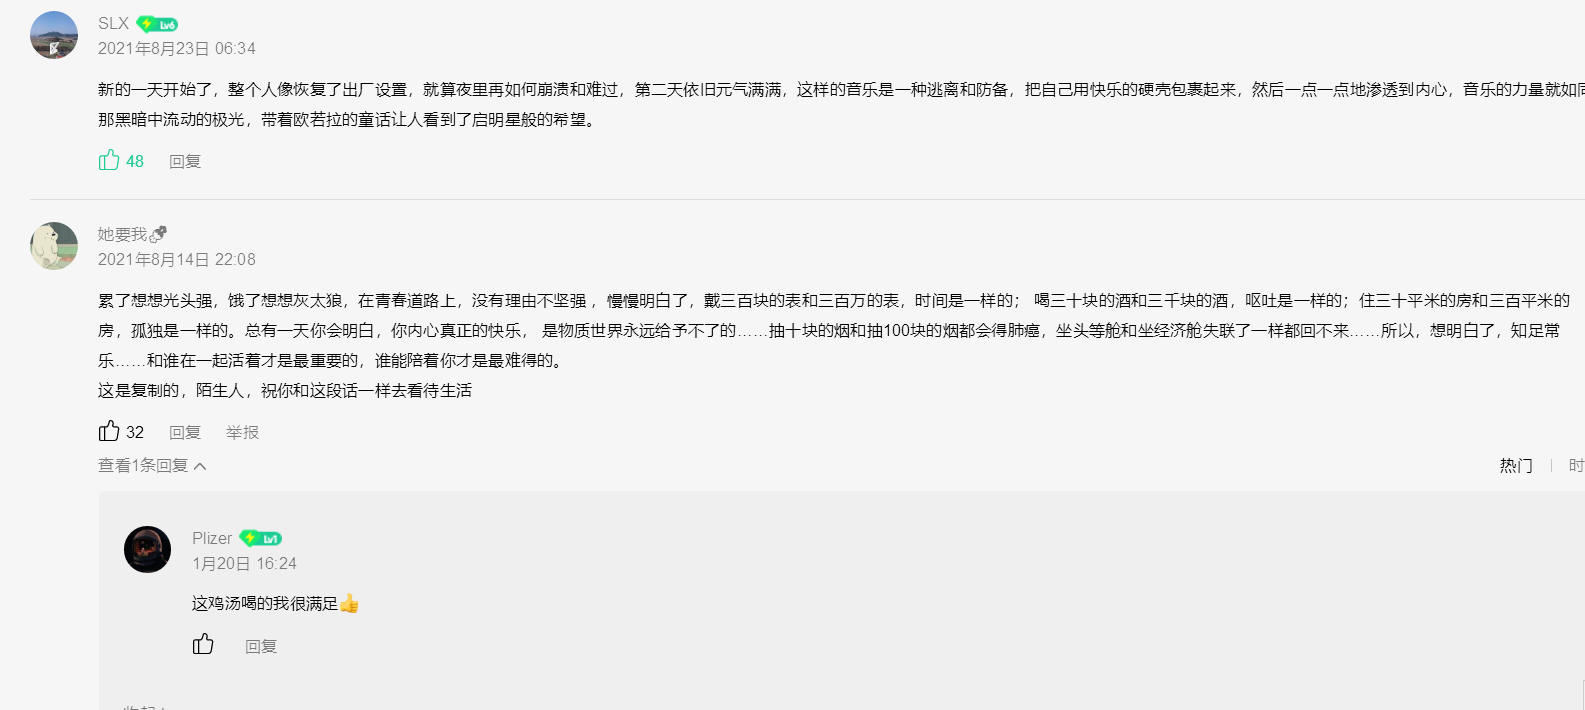 SLX Lv6
2021年8月23日 06:34
新的一天开始了，整个人像恢复了出厂设置，就算夜里再如何崩溃和难过，第二天依旧元气满满，这样的音乐是一种逃离和防备，把自己用快乐的硬壳包裹起来，然后一点一点地渗透到内心，音乐的力量就如同
那黑暗中流动的极光，带着欧若拉的童话让人看到了启明星般的希望。
48 回复
她要我
2021年8月14日 22:08
累了想想光头强，饿了想想灰太狼，在青春道路上，没有理由不坚强 ，慢慢明白了，戴三百块的表和三百万的表，时间是一样的； 喝三十块的酒和三千块的酒，呕吐是一样的；住三十平米的房和三百平米的
房，孤独是一样的。总有一天你会明白，你内心真正的快乐， 是物质世界永远给予不了的……抽十块的烟和抽100块的烟都会得肺癌，坐头等舱和坐经济舱失联了一样都回不来……所以，想明白了，知足常
乐……和谁在一起活着才是最重要的，谁能陪着你才是最难得的。
这是复制的，陌生人，祝你和这段话一样去看待生活
32 回复 举报
查看1条回复 热门 时
Plizer Lv1
1月20日 16:24
这鸡汤喝的我很满足👍
回复